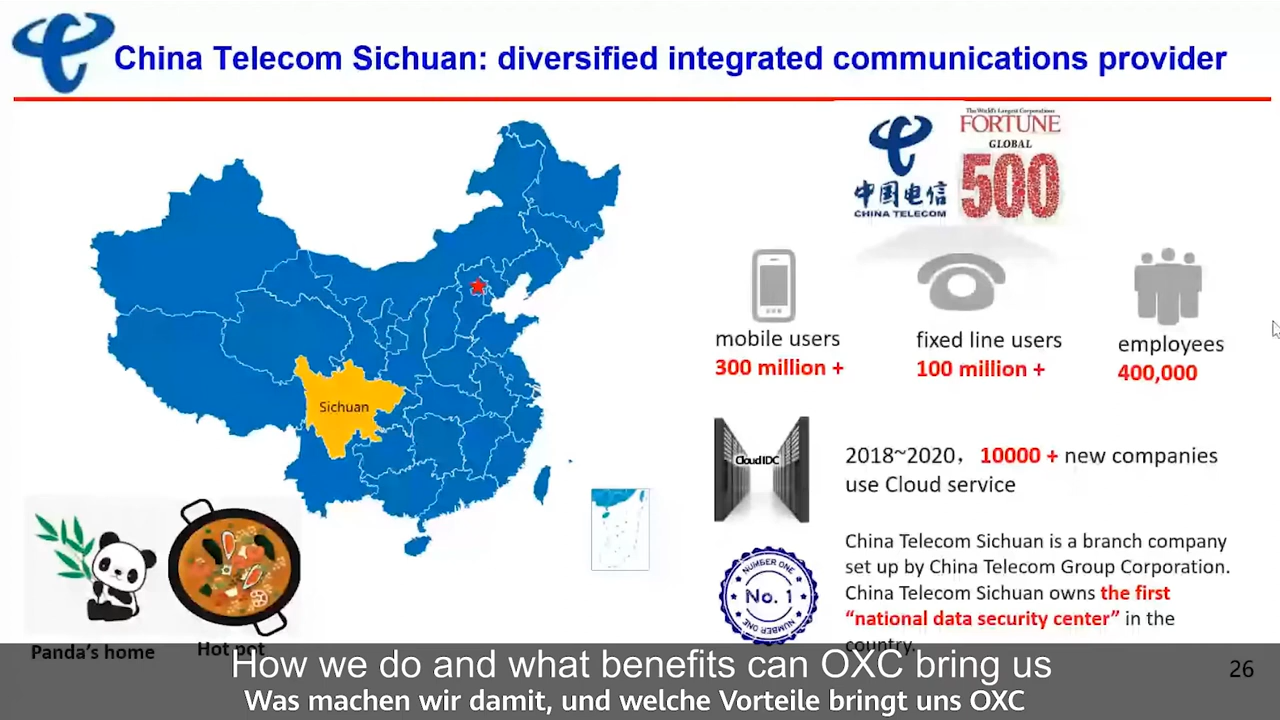 China Telecom Sichuan: diversified integrated communications provider
The World's Largest Corporations
FORTUNE
GLOBAL
500
中国电信
CHINA TELECOM
mobile users
300 million +
fixed line users
100 million +
employees
400,000
Sichuan
Cloud IDC
2018~2020，10000 + new companies
use Cloud service
NUMBER ONE
No. 1
NUMBER ONE
China Telecom Sichuan is a branch company
set up by China Telecom Group Corporation.
China Telecom Sichuan owns the first
“national data security center” in the
country.
Panda’s home
Hot pot
How we do and what benefits can OXC bring us
Was machen wir damit, und welche Vorteile bringt uns OXC
26